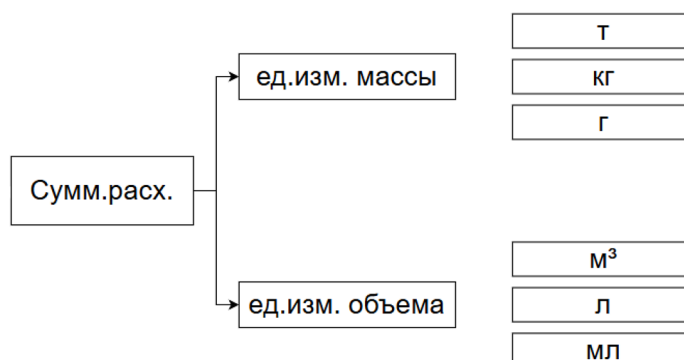 Сумм.расх.
ед.изм. массы
т
кг
г
ед.изм. объема
м³
л
мл